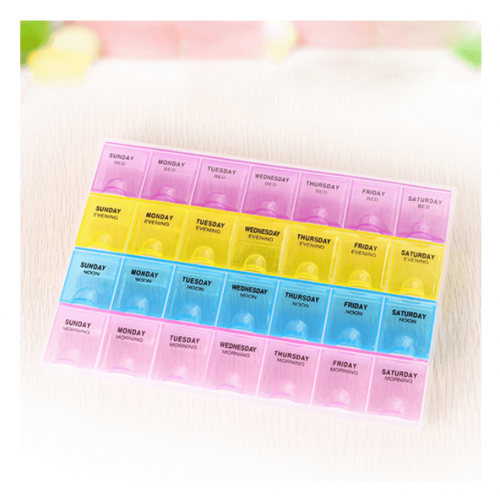 SUNDAY
BED
MONDAY
BED
TUESDAY
BED
WEDNESDAY
BED
THURSDAY
BED
FRIDAY
BED
SATURDAY
BED
SUNDAY
EVENING
MONDAY
EVENING
TUESDAY
EVENING
WEDNESDAY
EVENING
THURSDAY
EVENING
FRIDAY
EVENING
SATURDAY
EVENING
SUNDAY
NOON
MONDAY
NOON
TUESDAY
NOON
WEDNESDAY
NOON
THURSDAY
NOON
FRIDAY
NOON
SATURDAY
NOON
SUNDAY
MORNING
MONDAY
MORNING
TUESDAY
MORNING
WEDNESDAY
MORNING
THURSDAY
MORNING
FRIDAY
MORNING
SATURDAY
MORNING